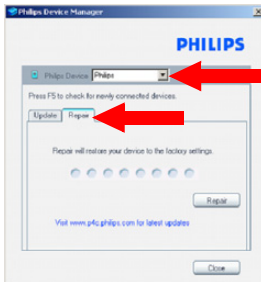 Philips Device Manager
PHILIPS
Philips Device Philips
Press F5 to check for newly connected devices.
Update Repair
Repair will restore your device to the factory settings.
Repair
Visit www.p4c.philips.com for latest updates
Close